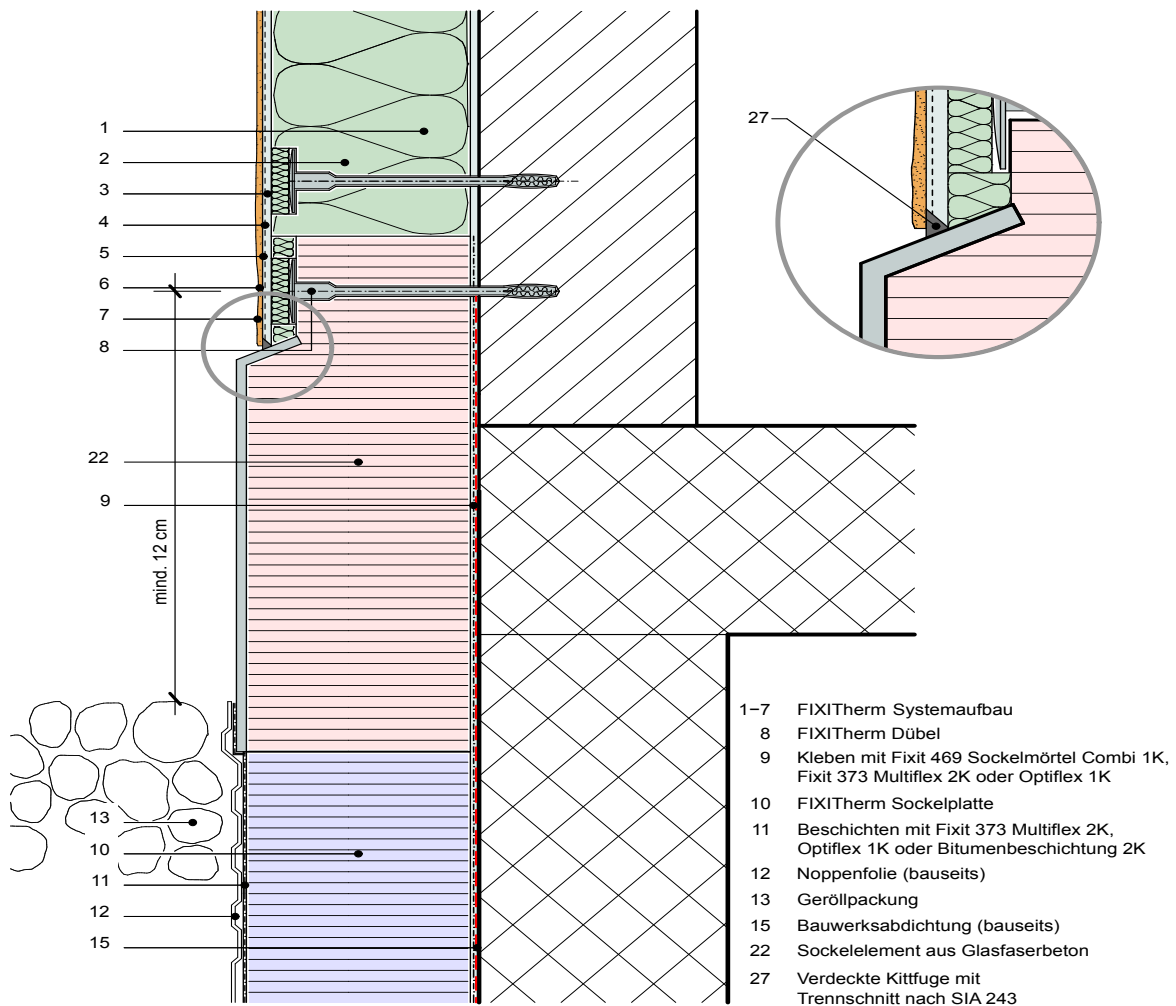 1
2
3
4
5
6
7
8
22
9
mind. 12 cm
13
10
11
12
15
27
1–7 FIXITherm Systemaufbau
8 FIXITherm Dübel
9 Kleben mit Fixit 469 Sockelmörtel Combi 1K,
Fixit 373 Multiflex 2K oder Optiflex 1K
10 FIXITherm Sockelplatte
11 Beschichten mit Fixit 373 Multiflex 2K,
Optiflex 1K oder Bitumenbeschichtung 2K
12 Noppenfolie (bauseits)
13 Geröllpackung
15 Bauwerksabdichtung (bauseits)
22 Sockelelement aus Glasfaserbeton
27 Verdeckte Kittfuge mit
Trennschnitt nach SIA 243